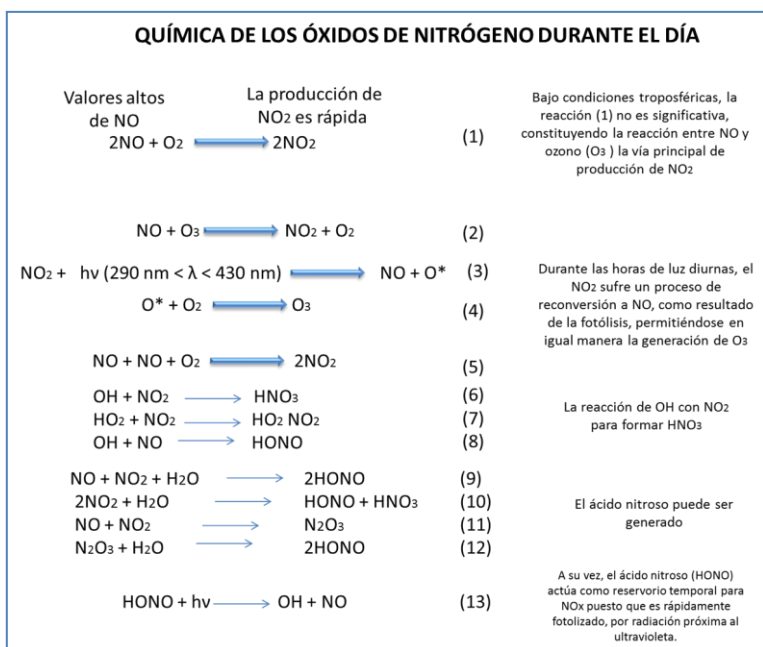 QUÍMICA DE LOS ÓXIDOS DE NITRÓGENO DURANTE EL DÍA
Valores altos
de NO
La producción de
NO₂ es rápida
2NO + O₂ → 2NO₂ (1)
Bajo condiciones troposféricas, la
reacción (1) no es significativa,
constituyendo la reacción entre NO y
ozono (O₃ ) la vía principal de
producción de NO₂
NO + O₃ → NO₂ + O₂ (2)
NO₂ + hν (290 nm < λ < 430 nm) → NO + O* (3)
O* + O₂ → O₃ (4)
Durante las horas de luz diurnas, el
NO₂ sufre un proceso de
reconversión a NO, como resultado
de la fotólisis, permitiéndose en
igual manera la generación de O₃
NO + NO + O₂ → 2NO₂ (5)
OH + NO₂ → HNO₃ (6)
HO₂ + NO₂ → HO₂ NO₂ (7)
OH + NO → HONO (8)
La reacción de OH con NO₂
para formar HNO₃
NO + NO₂ + H₂O → 2HONO (9)
2NO₂ + H₂O → HONO + HNO₃ (10)
NO + NO₂ → N₂O₃ (11)
N₂O₃ + H₂O → 2HONO (12)
El ácido nitroso puede ser
generado
HONO + hν → OH + NO (13)
A su vez, el ácido nitroso (HONO)
actúa como reservorio temporal para
NOx puesto que es rápidamente
fotolizado, por radiación próxima al
ultravioleta.